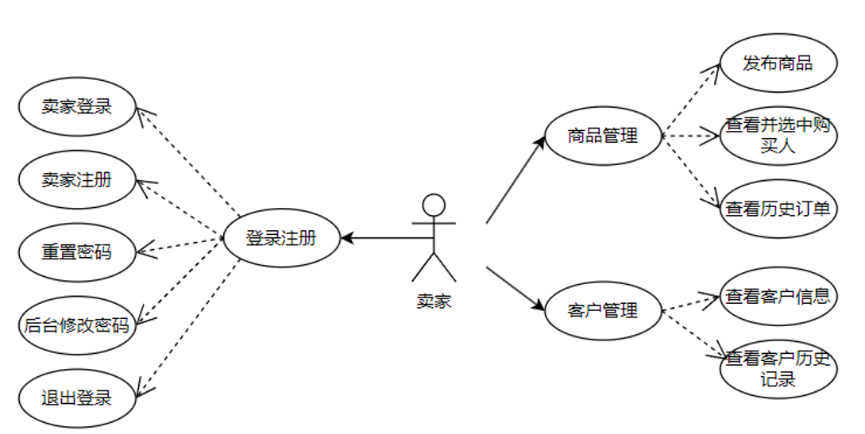 发布商品
卖家登录
商品管理
查看并选中购
买人
卖家注册
查看历史订单
登录注册
重置密码
卖家
客户管理
查看客户信息
后台修改密码
查看客户历史
记录
退出登录